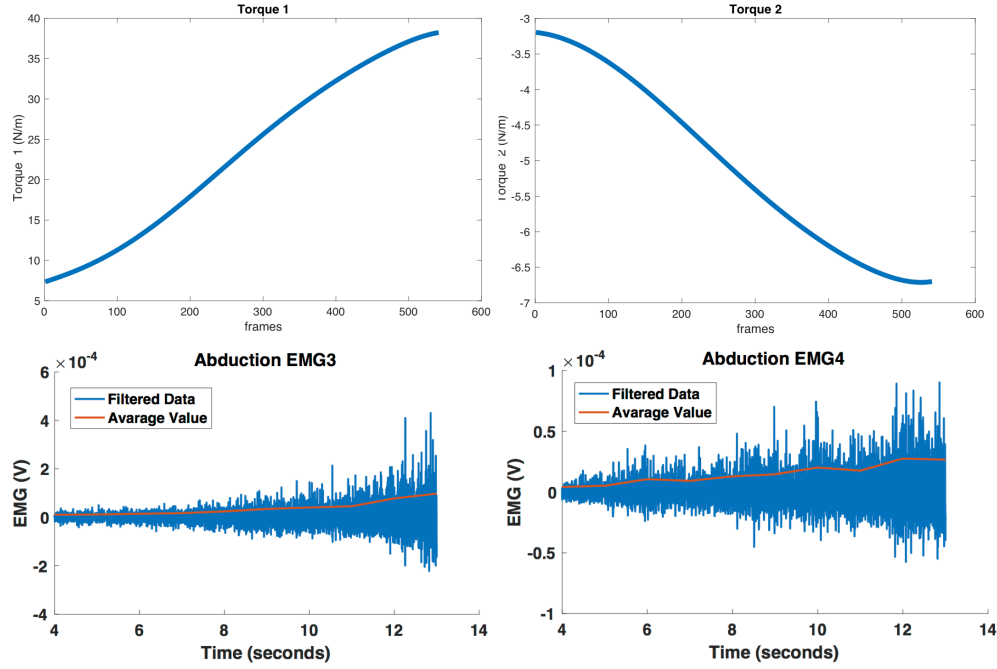 Torque 1
Torque 1 (N/m)
40
35
30
25
20
15
10
5
0 100 200 300 400 500 600
frames
Torque 2
Torque 2 (N/m)
-3
-3.5
-4
-4.5
-5
-5.5
-6
-6.5
-7
0 100 200 300 400 500 600
frames
Abduction EMG3
×10-4
EMG (V)
6
4
2
0
-2
-4
Filtered Data
Avarage Value
4 6 8 10 12 14
Time (seconds)
Abduction EMG4
×10-4
EMG (V)
1
0.5
0
-0.5
-1
Filtered Data
Avarage Value
4 6 8 10 12 14
Time (seconds)